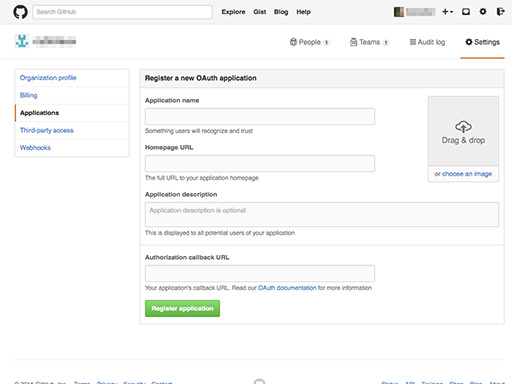 Search GitHub
Explore Gist Blog Help
People 1 Teams 1 Audit log Settings
Organization profile
Billing
Applications
Third-party access
Webhooks
Register a new OAuth application
Application name
Something users will recognize and trust
Drag & drop
or choose an image
Homepage URL
The full URL to your application homepage
Application description
Application description is optional
This is displayed to all potential users of your application
Authorization callback URL
Your application's callback URL. Read our OAuth documentation for more information
Register application
© 2015 GitHub, Inc. Terms Privacy Security Contact
Status API Training Shop Blog About